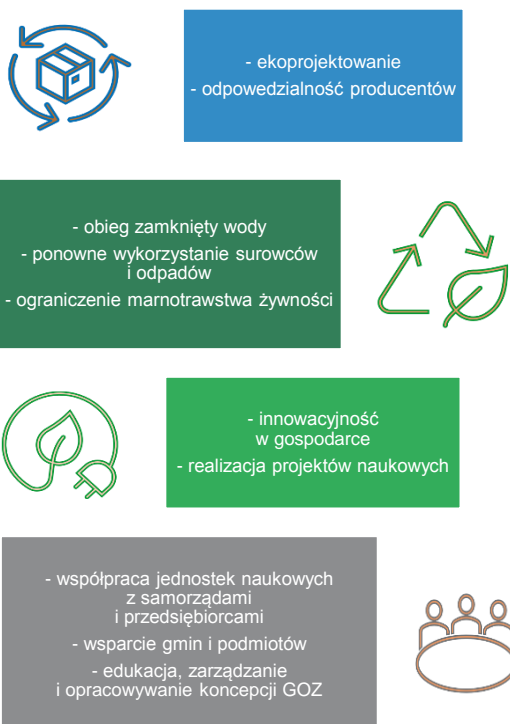 - ekoprojektowanie
- odpowedzialność producentów
- obieg zamknięty wody
- ponowne wykorzystanie surowców
i odpadów
- ograniczenie marnotrawstwa żywności
- innowacyjność
w gospodarce
- realizacja projektów naukowych
- współpraca jednostek naukowych
z samorządami
i przedsiębiorcami
- wsparcie gmin i podmiotów
- edukacja, zarządzanie
i opracowywanie koncepcji GOZ